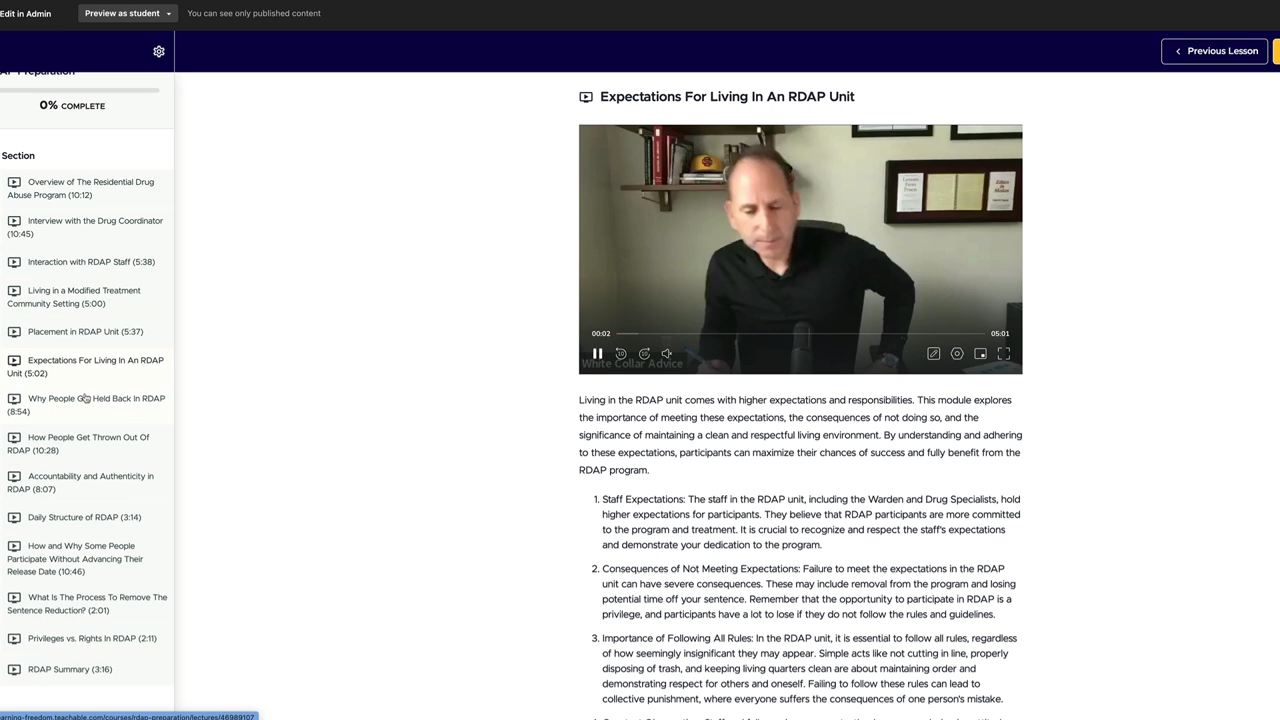 Edit in Admin
Preview as student
You can see only published content
Previous Lesson
AP Preparation
0% COMPLETE
Section
Overview of The Residential Drug
Abuse Program (10:12)
Interview with the Drug Coordinator
(10:45)
Interaction with RDAP Staff (5:38)
Living in a Modified Treatment
Community Setting (5:00)
Placement in RDAP Unit (5:37)
Expectations For Living In An RDAP
Unit (5:02)
Why People Get Held Back In RDAP
(8:54)
How People Get Thrown Out Of
RDAP (10:28)
Accountability and Authenticity in
RDAP (8:07)
Daily Structure of RDAP (3:14)
How and Why Some People
Participate Without Advancing Their
Release Date (10:46)
What Is The Process To Remove The
Sentence Reduction? (2:01)
Privileges vs. Rights In RDAP (2:11)
RDAP Summary (3:16)
earning-freedom.teachable.com/courses/rdap-preparation/lectures/46989107
Expectations For Living In An RDAP Unit
Lessons
From
Prison
Ethics
in
Motion
00:02
05:01
10
10
White Collar Advice
Living in the RDAP unit comes with higher expectations and responsibilities. This module explores
the importance of meeting these expectations, the consequences of not doing so, and the
significance of maintaining a clean and respectful living environment. By understanding and adhering
to these expectations, participants can maximize their chances of success and fully benefit from the
RDAP program.
1. Staff Expectations: The staff in the RDAP unit, including the Warden and Drug Specialists, hold
higher expectations for participants. They believe that RDAP participants are more committed
to the program and treatment. It is crucial to recognize and respect the staff's expectations
and demonstrate your dedication to the program.
2. Consequences of Not Meeting Expectations: Failure to meet the expectations in the RDAP
unit can have severe consequences. These may include removal from the program and losing
potential time off your sentence. Remember that the opportunity to participate in RDAP is a
privilege, and participants have a lot to lose if they do not follow the rules and guidelines.
3. Importance of Following All Rules: In the RDAP unit, it is essential to follow all rules, regardless
of how seemingly insignificant they may appear. Simple acts like not cutting in line, properly
disposing of trash, and keeping living quarters clean are about maintaining order and
demonstrating respect for others and oneself. Failing to follow these rules can lead to
collective punishment, where everyone suffers the consequences of one person's mistake.